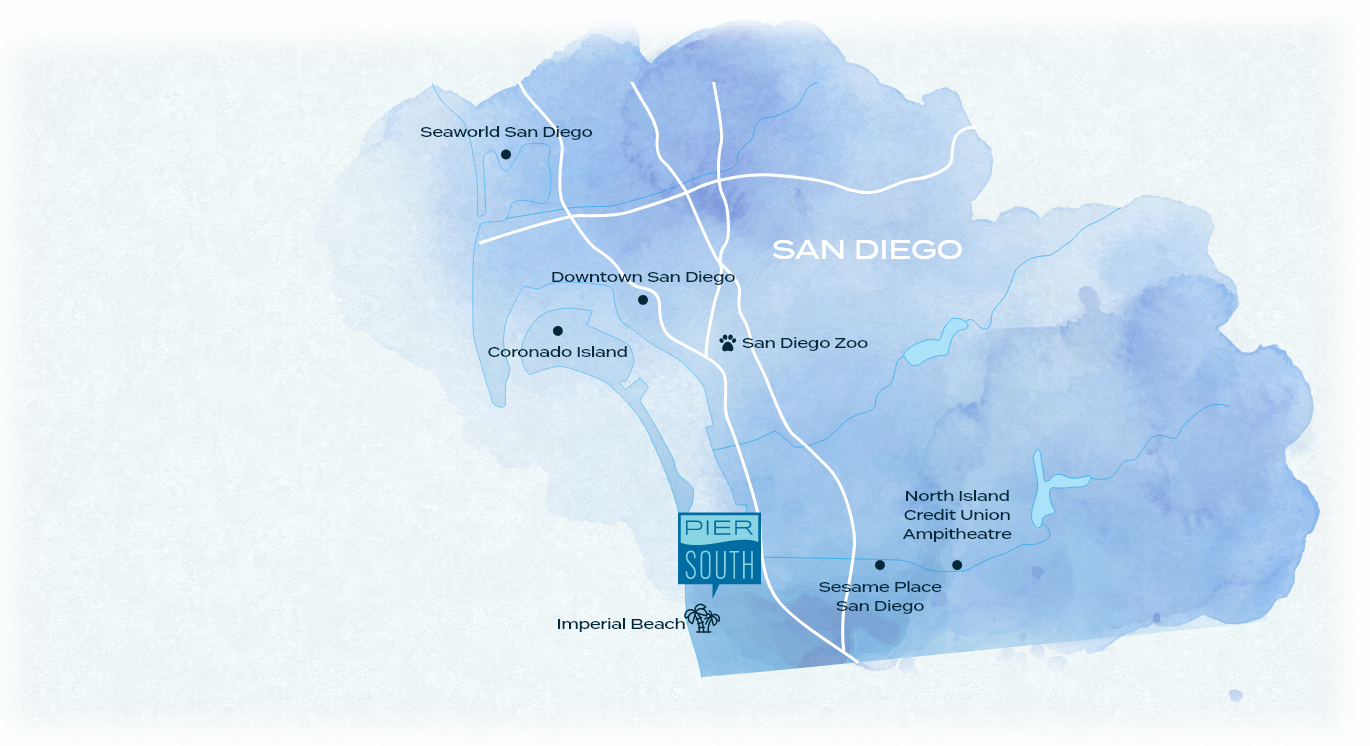 Seaworld San Diego
SAN DIEGO
Downtown San Diego
San Diego Zoo
Coronado Island
North Island
Credit Union
Ampitheatre
PIER
SOUTH
Sesame Place
San Diego
Imperial Beach